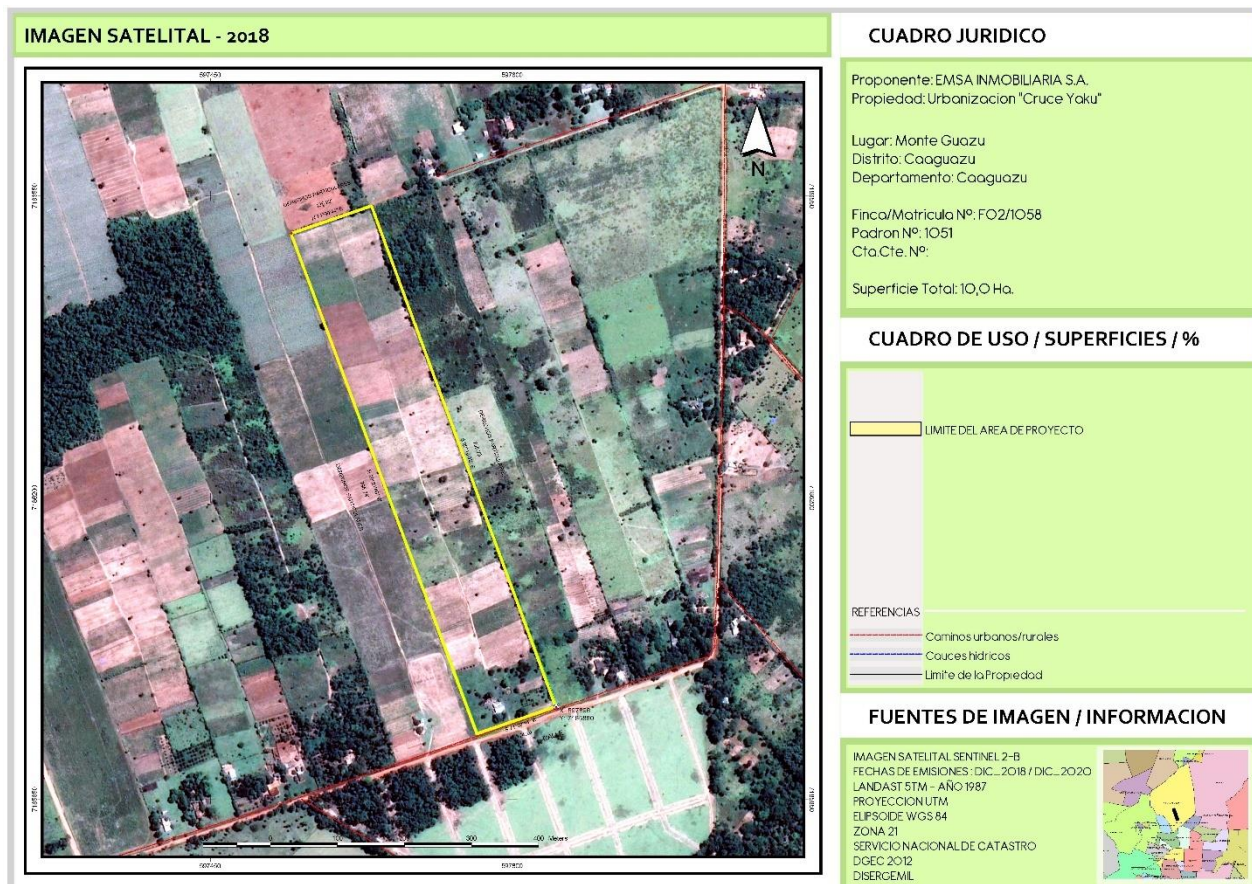 IMAGEN SATELITAL - 2018
597450
597800
N
0
300
400 Meters
597450
597800
CUADRO JURIDICO
Proponente: EMSA INMOBILIARIA S.A.
Propiedad: Urbanizacion "Cruce Yaku"
Lugar: Monte Guazu
Distrito: Caaguazu
Departamento: Caaguazu
Finca/Matricula Nº: F02/1058
Padron Nº: 1051
Cta.Cte. Nº:
Superficie Total: 10,0 Ha.
CUADRO DE USO / SUPERFICIES / %
LIMITE DEL AREA DE PROYECTO
REFERENCIAS
Caminos urbanos/rurales
Cauces hidricos
Limite de la Propiedad
FUENTES DE IMAGEN / INFORMACION
IMAGEN SATELITAL SENTINEL 2-B
FECHAS DE EMISIONES : DIC_2018 / DIC_2020
LANDAST 5TM - AÑO 1987
PROYECCION UTM
ELIPSOIDE WGS 84
ZONA 21
SERVICIO NACIONAL DE CATASTRO
DGEC 2012
DISERGEMIL